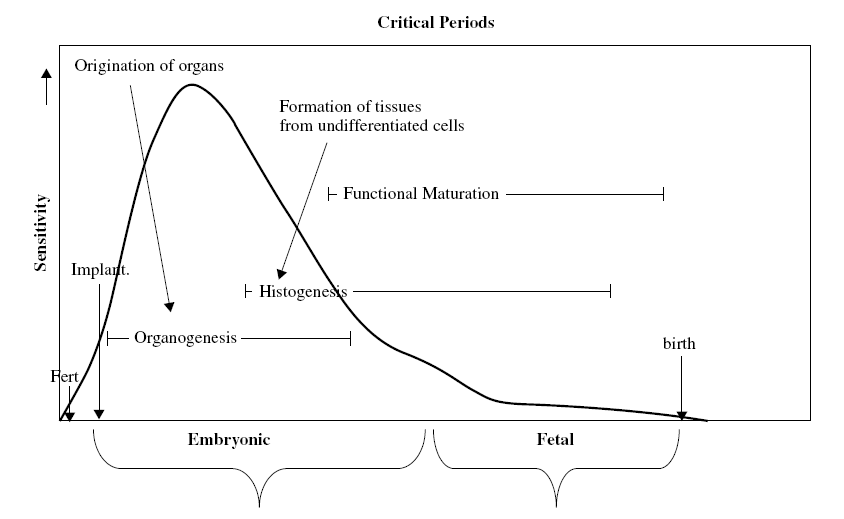 Critical Periods
Origination of organs
Formation of tissues
from undifferentiated cells
Functional Maturation
Sensitivity
Implant.
Histogenesis
Organogenesis
birth
Fert
Embryonic
Fetal